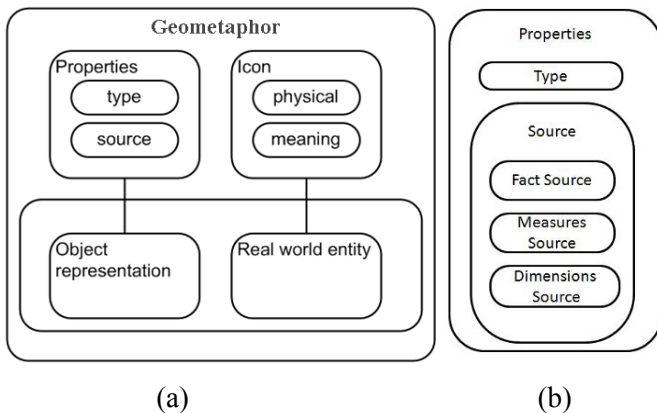 Geometaphor
Properties
type
source
Icon
physical
meaning
Object
representation
Real world entity
(a)
Properties
Type
Source
Fact Source
Measures
Source
Dimensions
Source
(b)